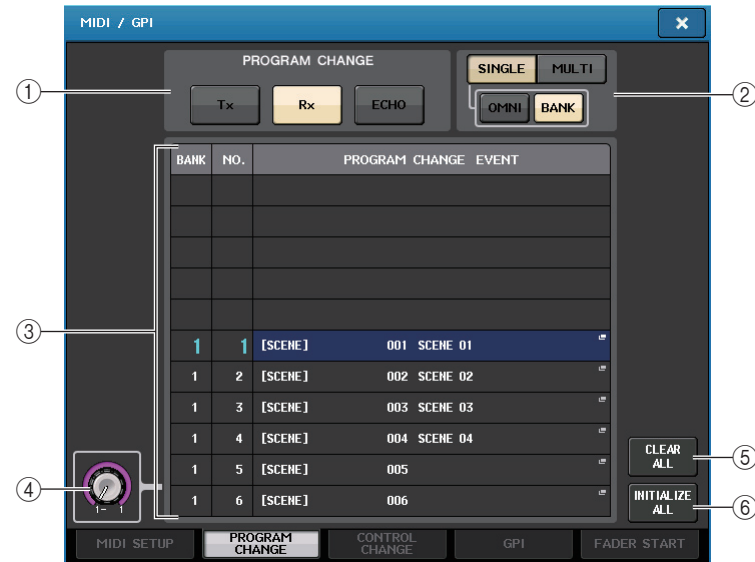 MIDI / GPI
×
PROGRAM CHANGE
SINGLE MULTI
Tx Rx ECHO
OMNI BANK
① ②
BANK NO. PROGRAM CHANGE EVENT
③
1 1 [SCENE] 001 SCENE 01
1 2 [SCENE] 002 SCENE 02
1 3 [SCENE] 003 SCENE 03
1 4 [SCENE] 004 SCENE 04
1 5 [SCENE] 005
1 6 [SCENE] 006
④
1- 1
CLEAR
ALL
⑤
INITIALIZE
ALL
⑥
MIDI SETUP
PROGRAM
CHANGE
CONTROL
CHANGE
GPI
FADER START